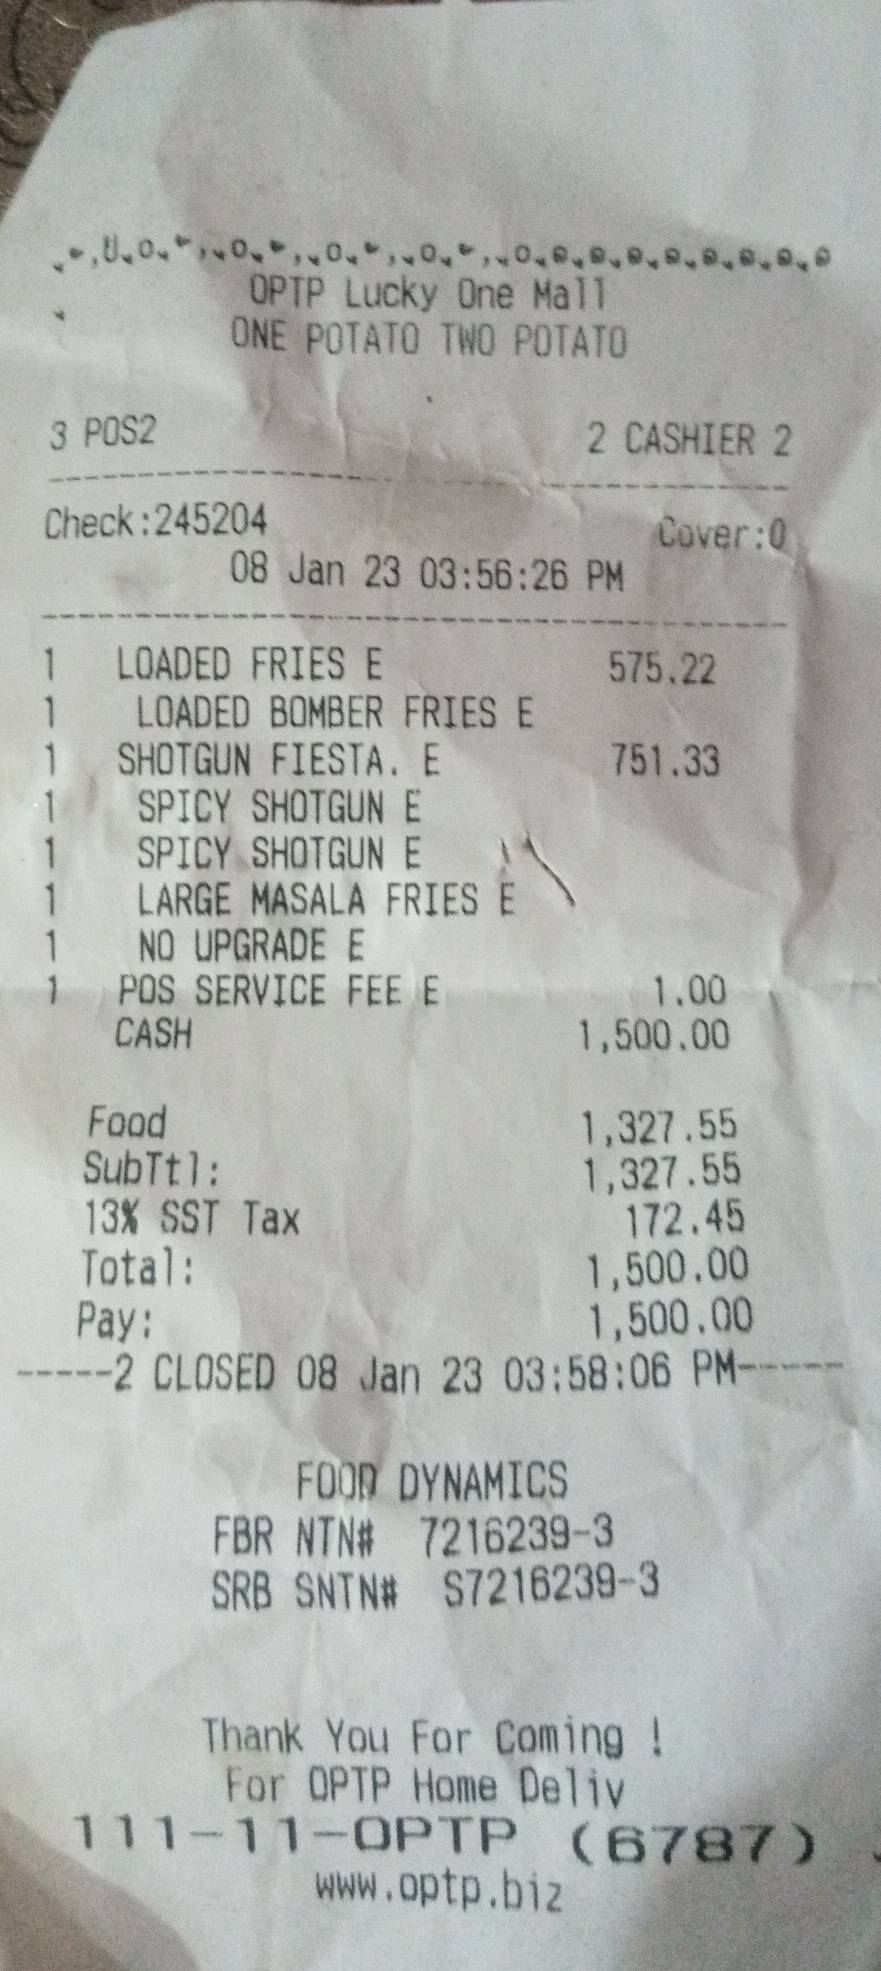 OPTP Lucky One Mall
ONE POTATO TWO POTATO
3 POS2 2 CASHIER 2
Check:245204 Cover:0
08 Jan 23 03:56:26 PM
1 LOADED FRIES E 575.22
1 LOADED BOMBER FRIES E
1 SHOTGUN FIESTA. E 751.33
1 SPICY SHOTGUN E
1 SPICY SHOTGUN E
1 LARGE MASALA FRIES E
1 NO UPGRADE E
1 POS SERVICE FEE E 1.00
CASH 1,500.00
Food 1,327.55
SubTtl: 1,327.55
13% SST Tax 172.45
Total: 1,500.00
Pay: 1,500.00
-----2 CLOSED 08 Jan 23 03:58:06 PM-----
FOOD DYNAMICS
FBR NTN# 7216239-3
SRB SNTN# S7216239-3
Thank You For Coming !
For OPTP Home Deliv
111-11-OPTP (6787)
www.optp.biz